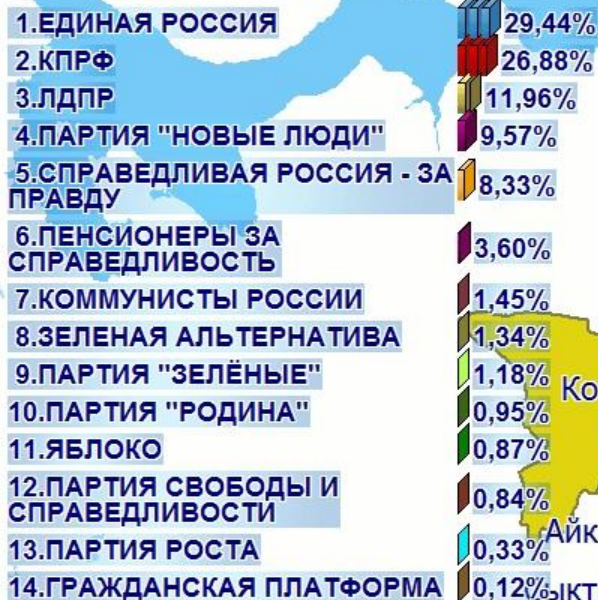 1.ЕДИНАЯ РОССИЯ 29,44%
2.КПРФ 26,88%
3.ЛДПР 11,96%
4.ПАРТИЯ "НОВЫЕ ЛЮДИ" 9,57%
5.СПРАВЕДЛИВАЯ РОССИЯ - ЗА
ПРАВДУ 8,33%
6.ПЕНСИОНЕРЫ ЗА
СПРАВЕДЛИВОСТЬ 3,60%
7.КОММУНИСТЫ РОССИИ 1,45%
8.ЗЕЛЕНАЯ АЛЬТЕРНАТИВА 1,34%
9.ПАРТИЯ "ЗЕЛЁНЫЕ" 1,18%
Ко
10.ПАРТИЯ "РОДИНА" 0,95%
11.ЯБЛОКО 0,87%
12.ПАРТИЯ СВОБОДЫ И
СПРАВЕДЛИВОСТИ 0,84%
Айк
13.ПАРТИЯ РОСТА 0,33%
14.ГРАЖДАНСКАЯ ПЛАТФОРМА 0,12%